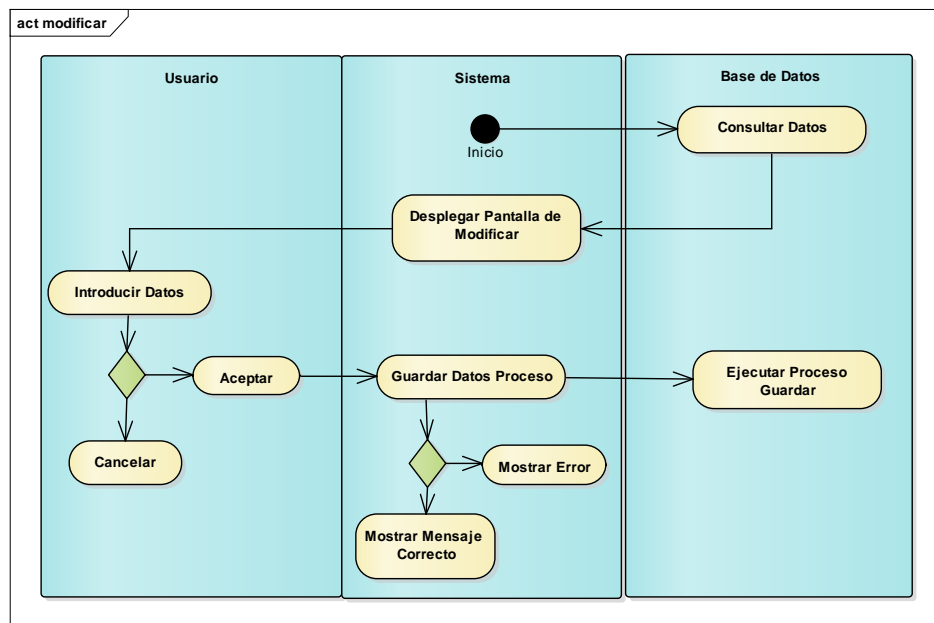 act modificar
Usuario
Sistema
Base de Datos
Inicio
Consultar Datos
Desplegar Pantalla de
Modificar
Introducir Datos
Aceptar
Guardar Datos Proceso
Ejecutar Proceso
Guardar
Cancelar
Mostrar Error
Mostrar Mensaje
Correcto